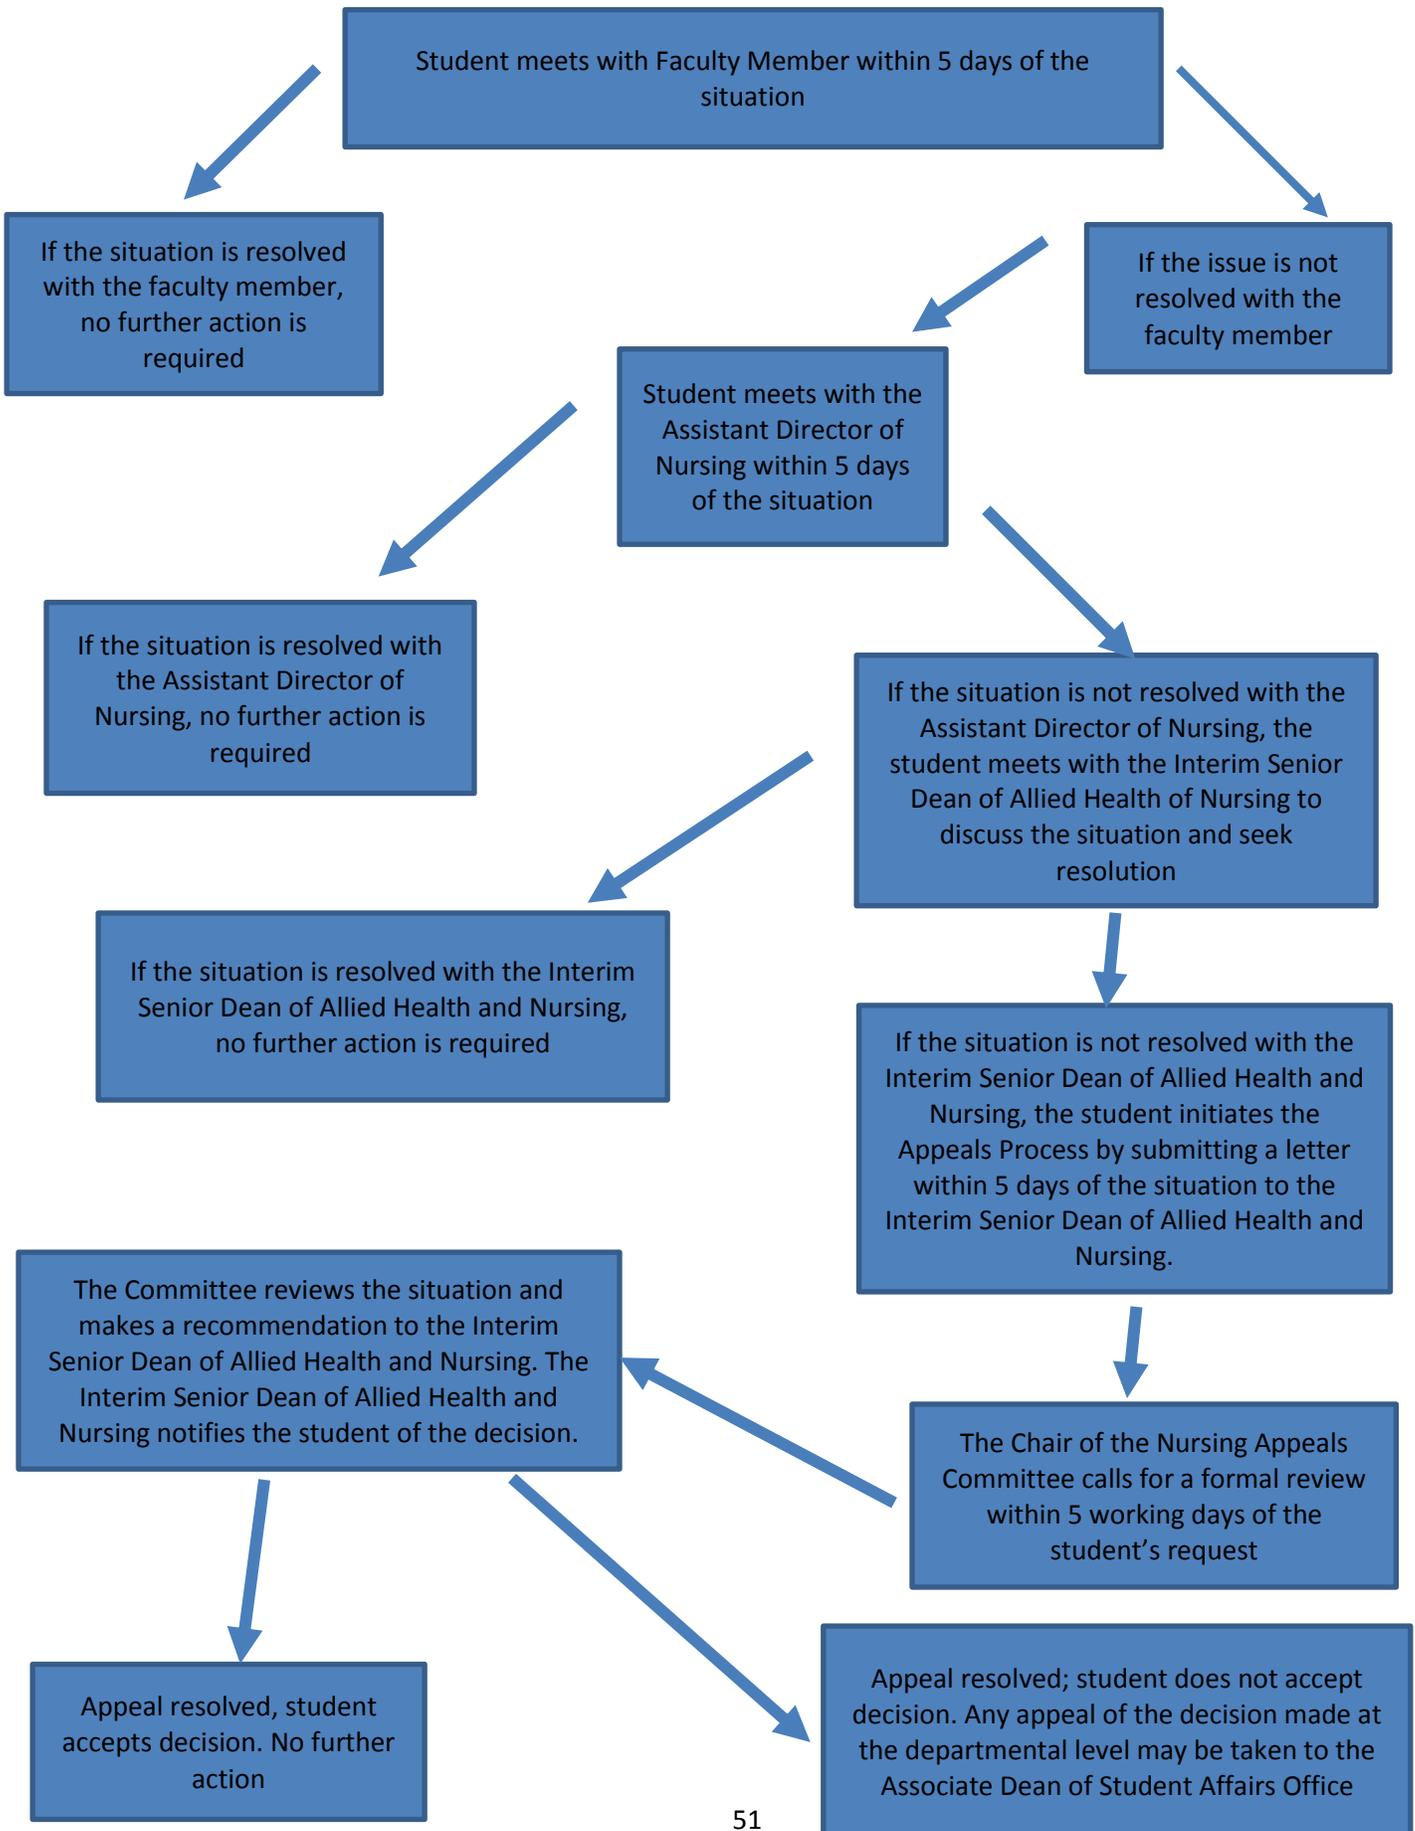 Student meets with Faculty Member within 5 days of the
situation
If the situation is resolved
with the faculty member,
no further action is
required
If the issue is not
resolved with the
faculty member
Student meets with the
Assistant Director of
Nursing within 5 days
of the situation
If the situation is resolved with
the Assistant Director of
Nursing, no further action is
required
If the situation is not resolved with the
Assistant Director of Nursing, the
student meets with the Interim Senior
Dean of Allied Health of Nursing to
discuss the situation and seek
resolution
If the situation is resolved with the Interim
Senior Dean of Allied Health and Nursing,
no further action is required
If the situation is not resolved with the
Interim Senior Dean of Allied Health and
Nursing, the student initiates the
Appeals Process by submitting a letter
within 5 days of the situation to the
Interim Senior Dean of Allied Health and
Nursing.
The Chair of the Nursing Appeals
Committee calls for a formal review
within 5 working days of the
student’s request
The Committee reviews the situation and
makes a recommendation to the Interim
Senior Dean of Allied Health and Nursing. The
Interim Senior Dean of Allied Health and
Nursing notifies the student of the decision.
Appeal resolved, student
accepts decision. No further
action
Appeal resolved; student does not accept
decision. Any appeal of the decision made at
the departmental level may be taken to the
Associate Dean of Student Affairs Office
51